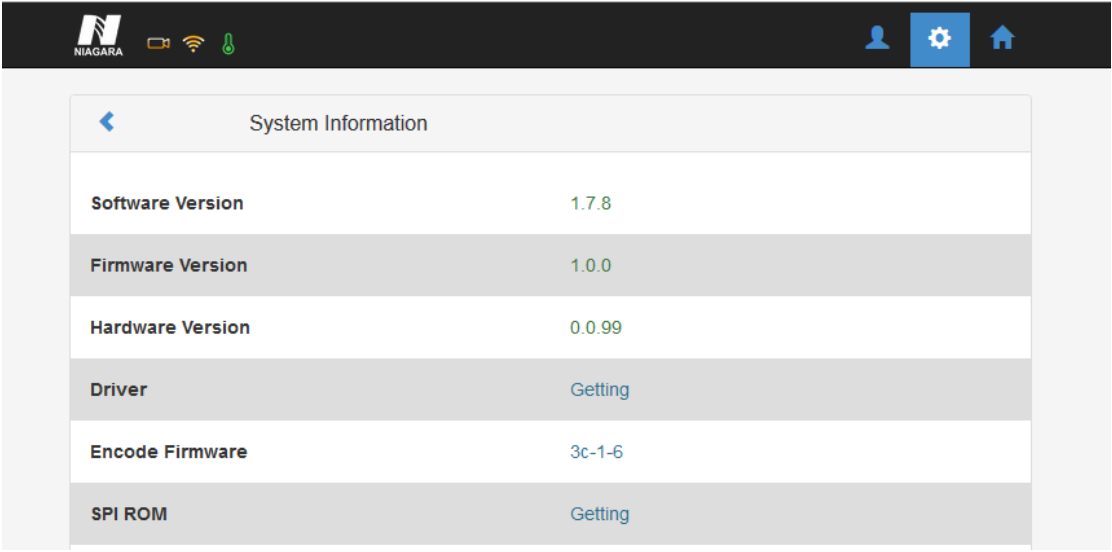 NIAGARA
System Information
Software Version 1.7.8
Firmware Version 1.0.0
Hardware Version 0.0.99
Driver Getting
Encode Firmware 3c-1-6
SPI ROM Getting